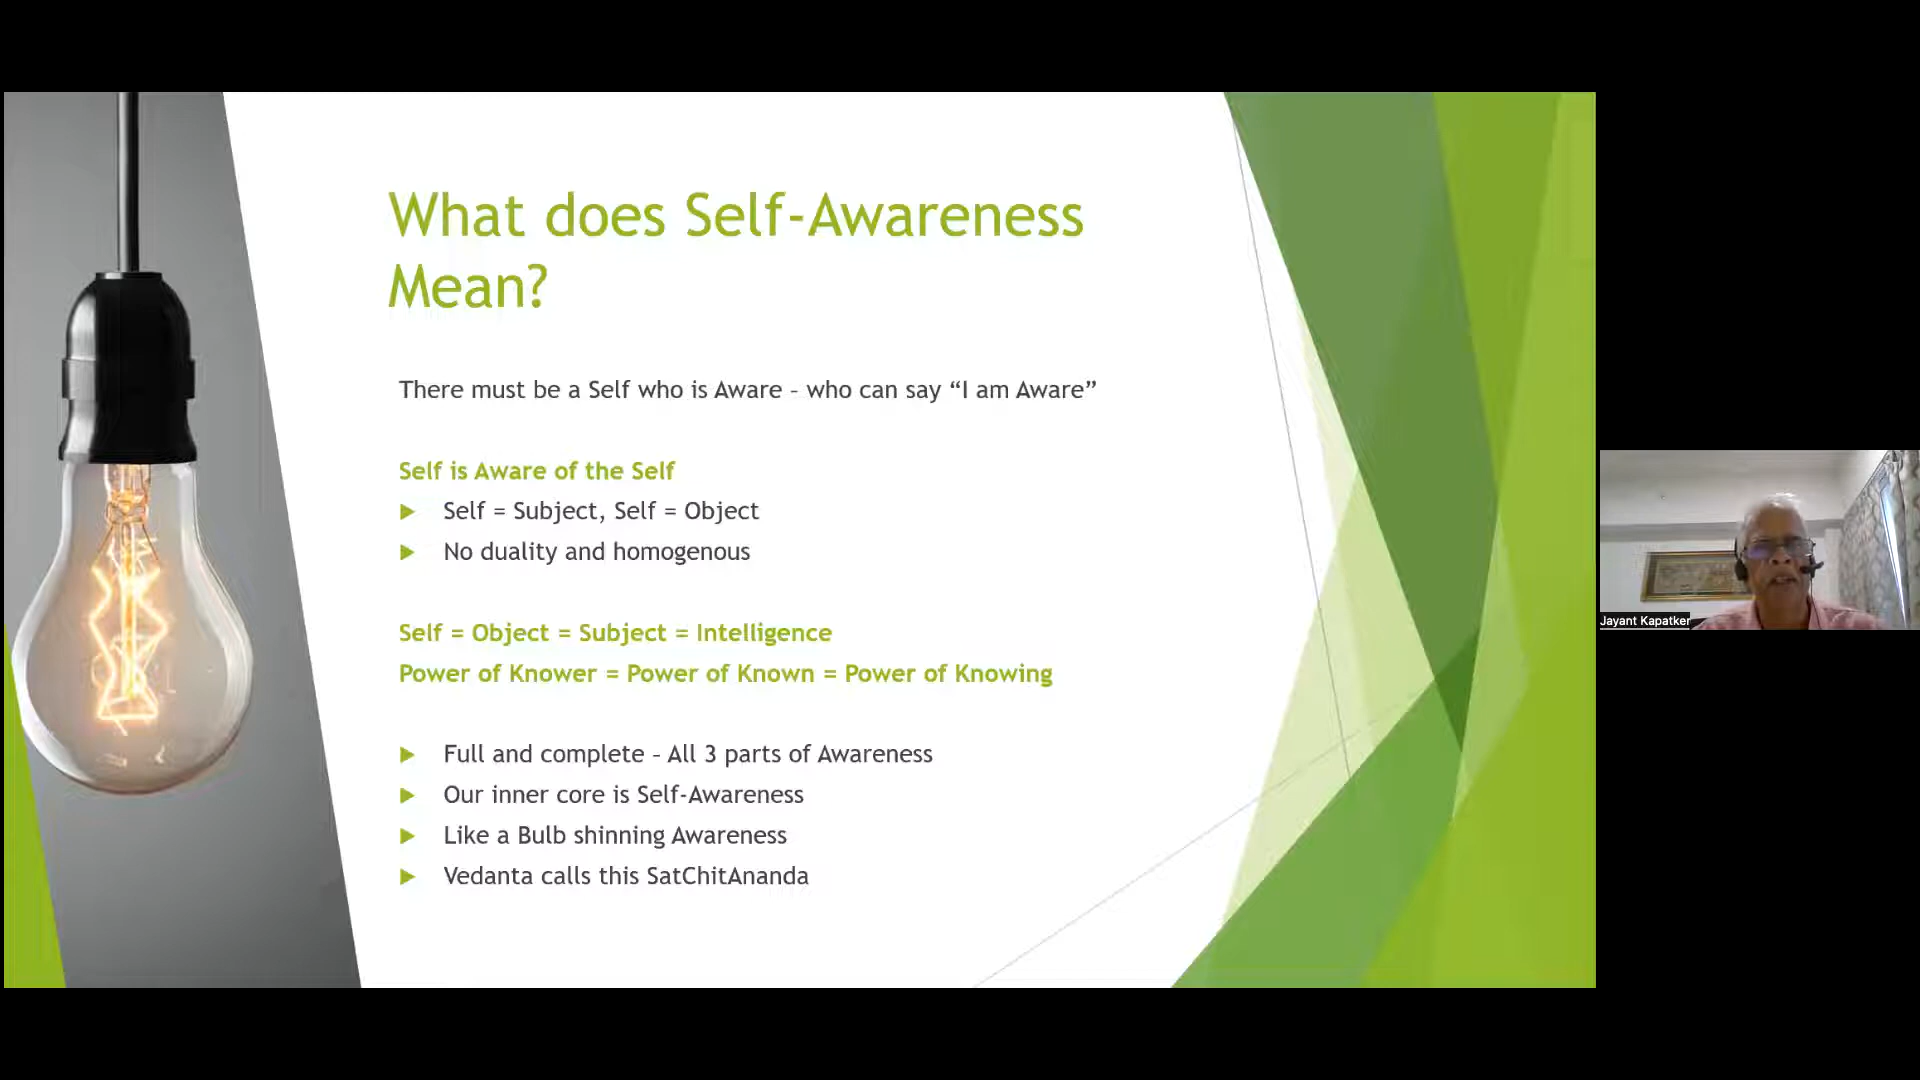 What does Self-Awareness
Mean?
There must be a Self who is Aware – who can say “I am Aware”
Self is Aware of the Self
Self = Subject, Self = Object
No duality and homogenous
Self = Object = Subject = Intelligence
Power of Knower = Power of Known = Power of Knowing
Full and complete – All 3 parts of Awareness
Our inner core is Self-Awareness
Like a Bulb shinning Awareness
Vedanta calls this SatChitAnanda
Jayant Kapatker